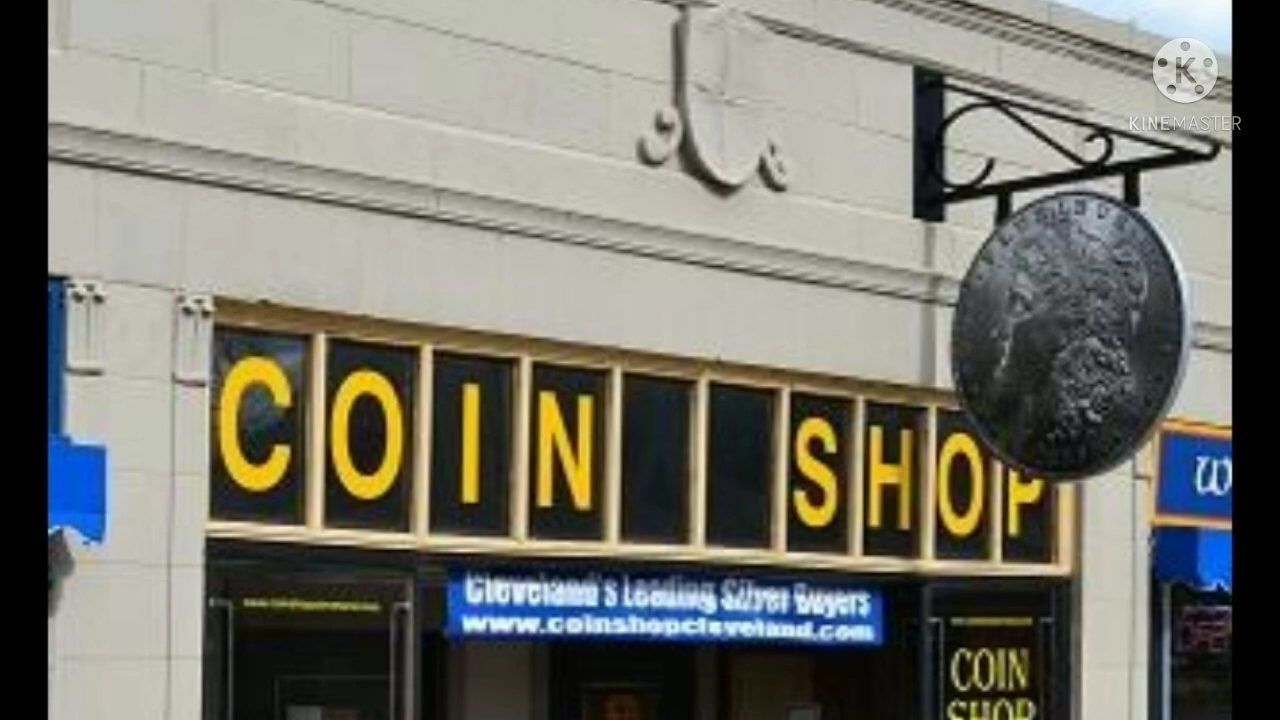 KINEMASTER
COIN SHOP
Cleveland's Leading Silver Buyers
www.coinshopcleveland.com
COIN
SHOP